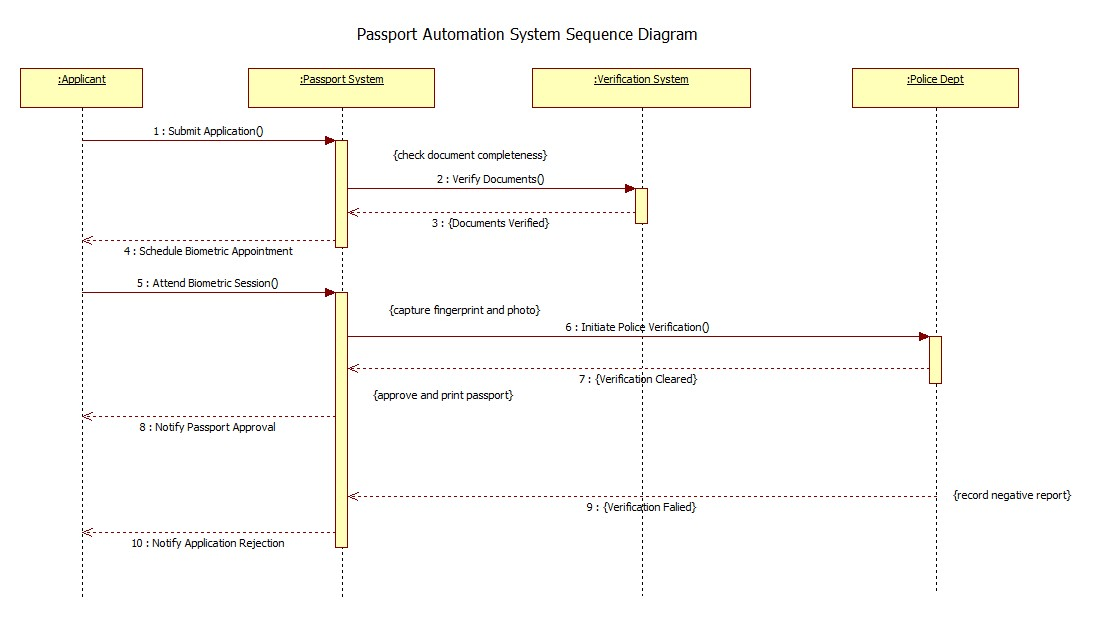 Passport Automation System Sequence Diagram
:Applicant
:Passport System
:Verification System
:Police Dept
1 : Submit Application()
{check document completeness}
2 : Verify Documents()
3 : {Documents Verified}
4 : Schedule Biometric Appointment
5 : Attend Biometric Session()
{capture fingerprint and photo}
6 : Initiate Police Verification()
7 : {Verification Cleared}
{approve and print passport}
8 : Notify Passport Approval
{record negative report}
9 : {Verification Falied}
10 : Notify Application Rejection